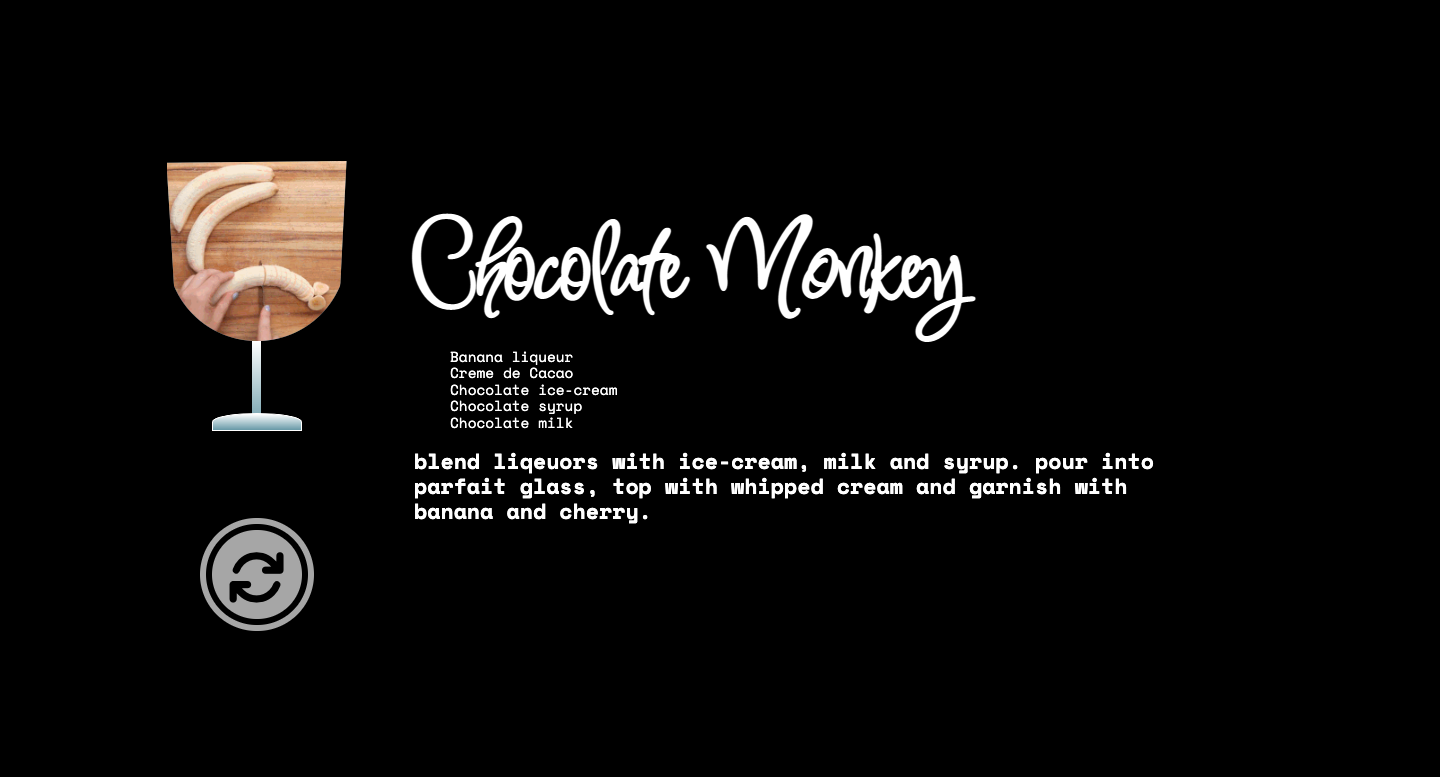 Chocolate Monkey
Banana liqueur
Creme de Cacao
Chocolate ice-cream
Chocolate syrup
Chocolate milk
blend liqeuors with ice-cream, milk and syrup. pour into
parfait glass, top with whipped cream and garnish with
banana and cherry.